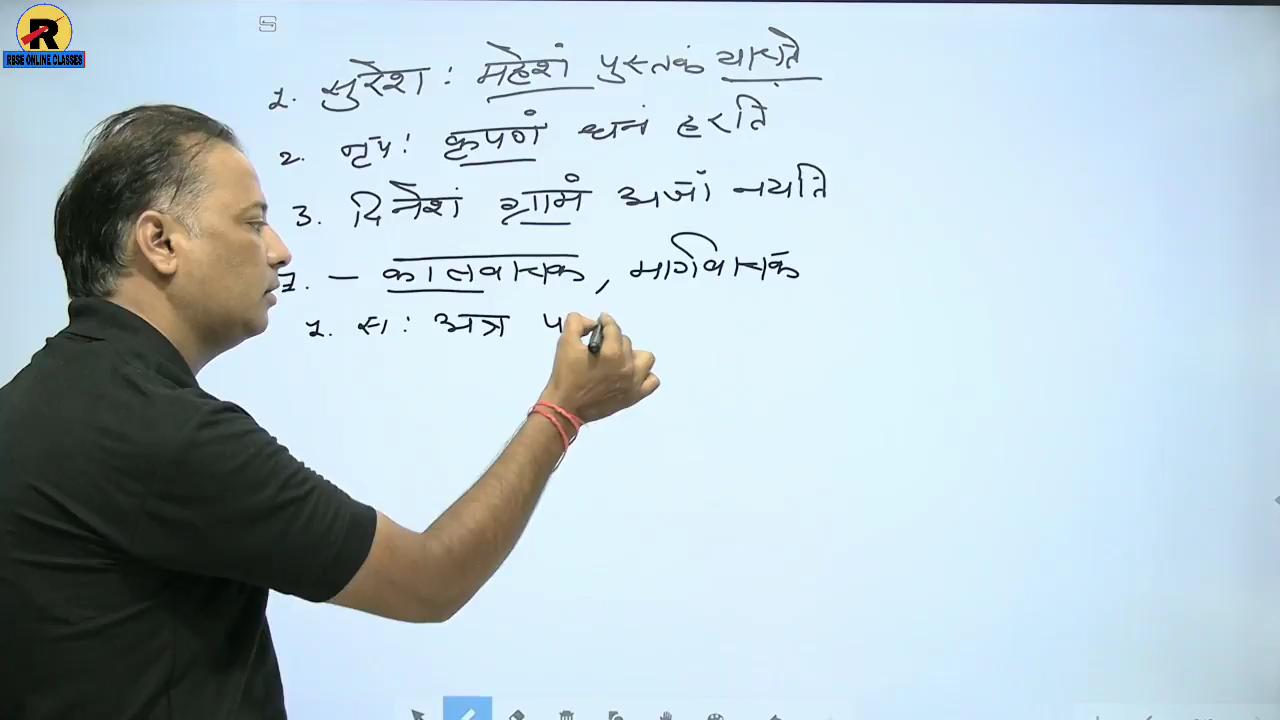 R
RBSE ONLINE CLASSES
1. सुरेश: महेशं पुस्तकं याचते
2. नृप: कृपणं धनं हरति
3. दिनेशं ग्रामं अजां नयति
7. – कालवाचक, मार्गवाचक
1. स: अत्र प